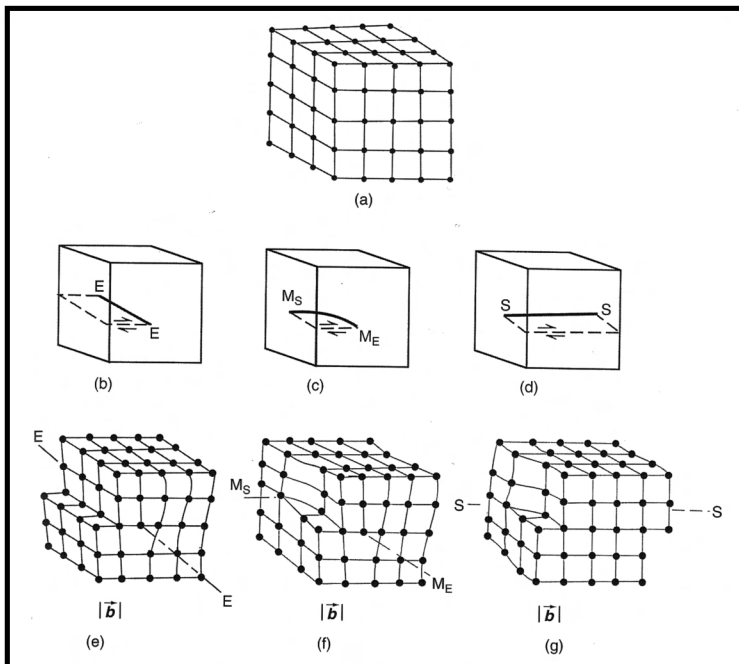 (a)
E
E
(b)
M_S
M_E
(c)
S
S
(d)
E
E
|b⃗|
(e)
M_S
M_E
|b⃗|
(f)
S
S
|b⃗|
(g)